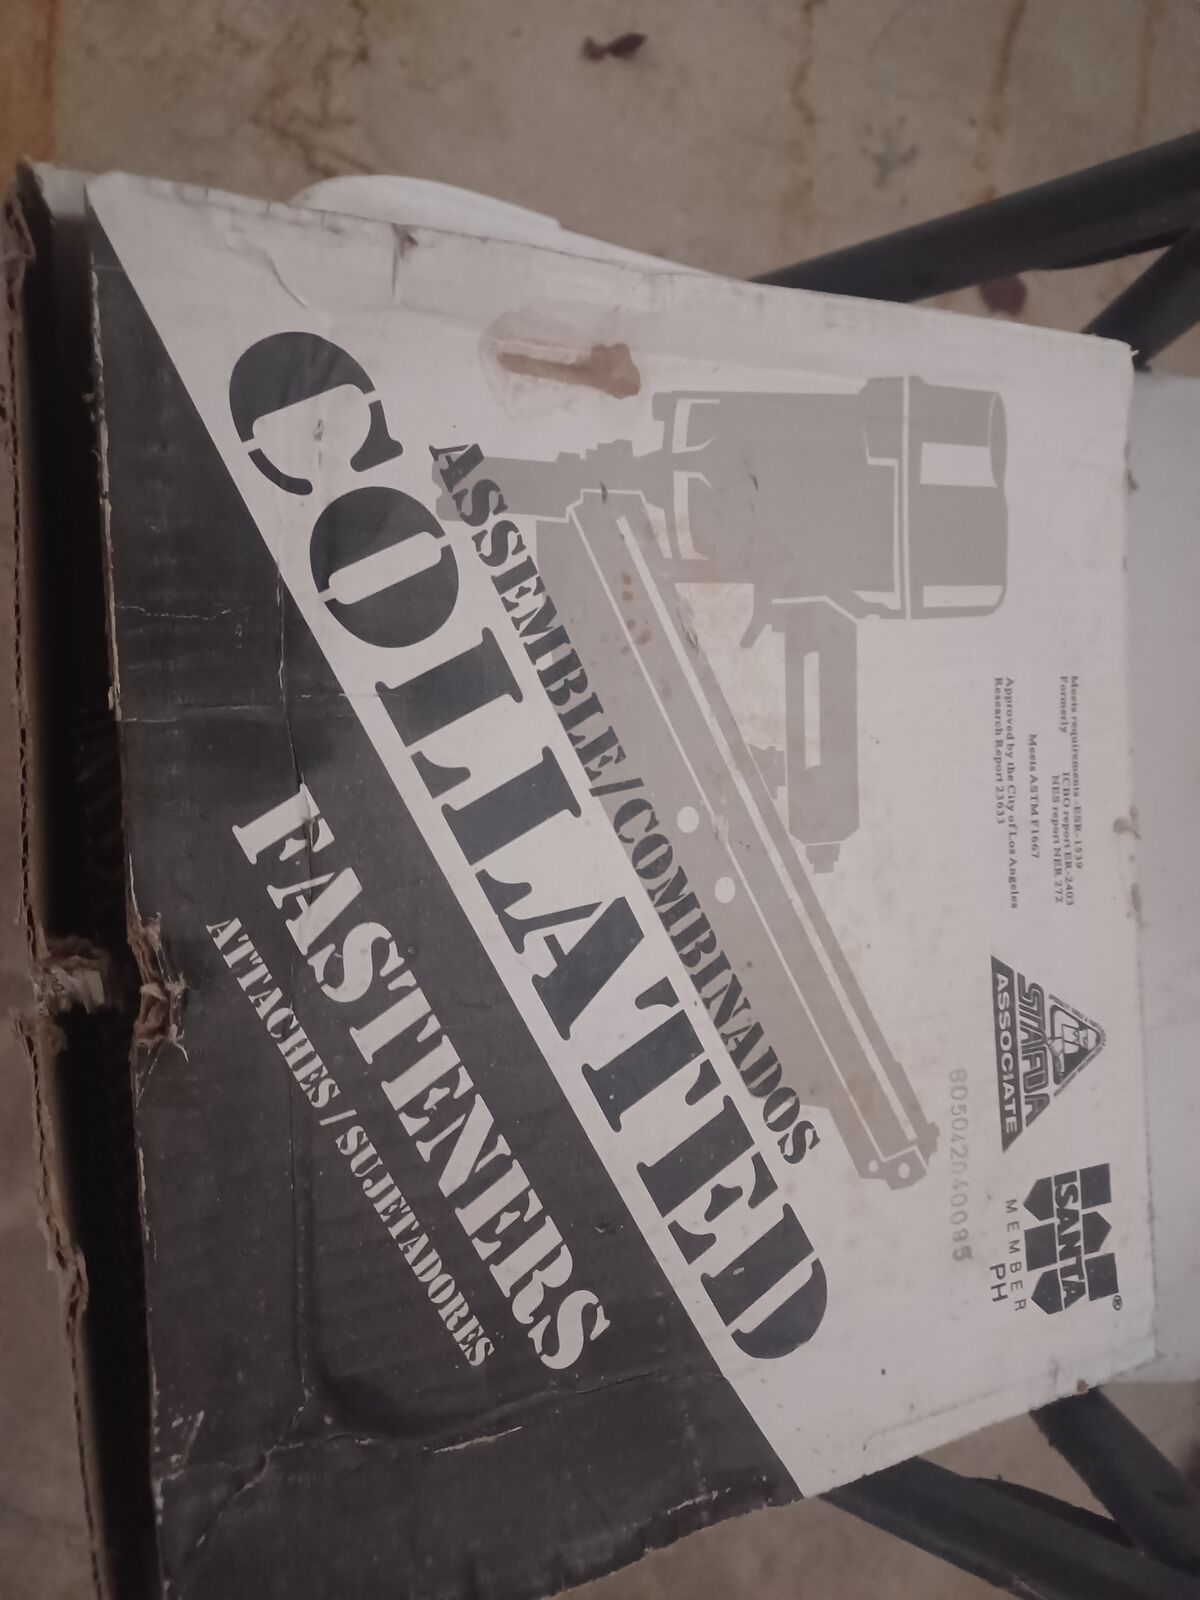 Meets requirements -ESR-1539
Formerly ICBO report ER-2403
NES report NER 272
Meets ASTM F1667
Approved by the City of Los Angeles
Research Report 23633
STAFDA
ASSOCIATE
ISANTA®
MEMBER
PH
605042040095
ASSEMBLE/COMBINADOS
COLLATED
FASTENERS
ATTACHES / SUJETADORES